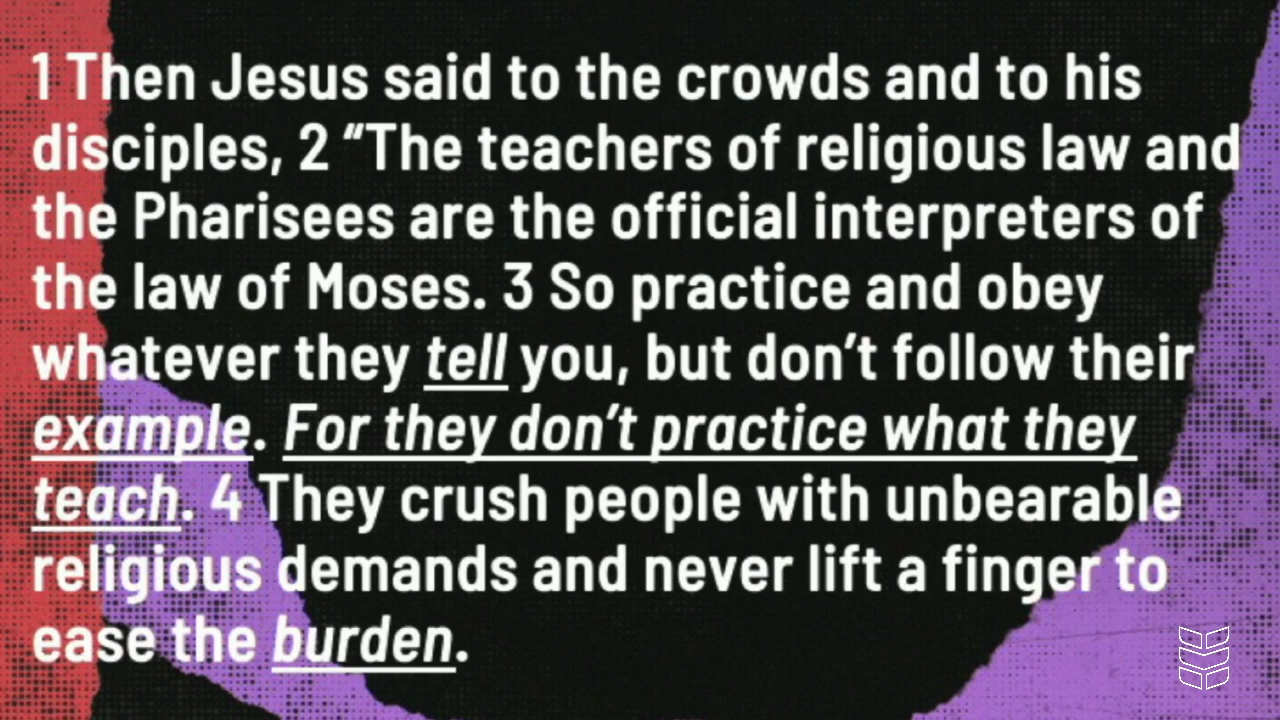 1 Then Jesus said to the crowds and to his
disciples, 2 “The teachers of religious law and
the Pharisees are the official interpreters of
the law of Moses. 3 So practice and obey
whatever they tell you, but don’t follow their
example. For they don’t practice what they
teach. 4 They crush people with unbearable
religious demands and never lift a finger to
ease the burden.